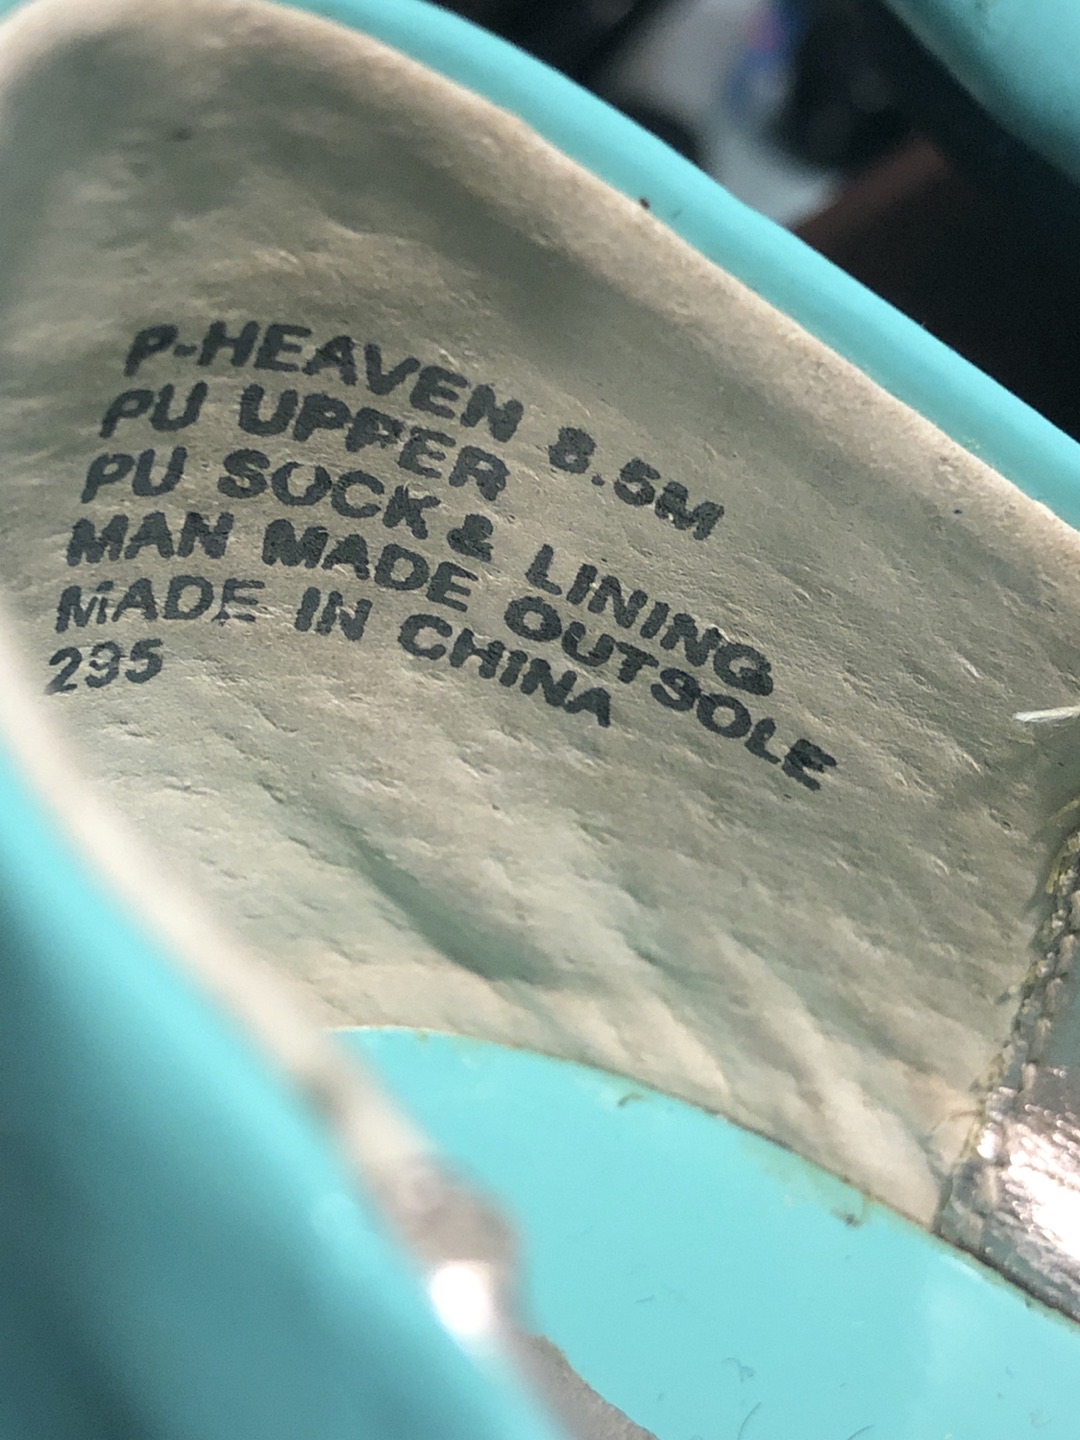 P-HEAVEN 8.5M
PU UPPER
PU SOCK & LINING
MAN MADE OUTSOLE
MADE IN CHINA
295